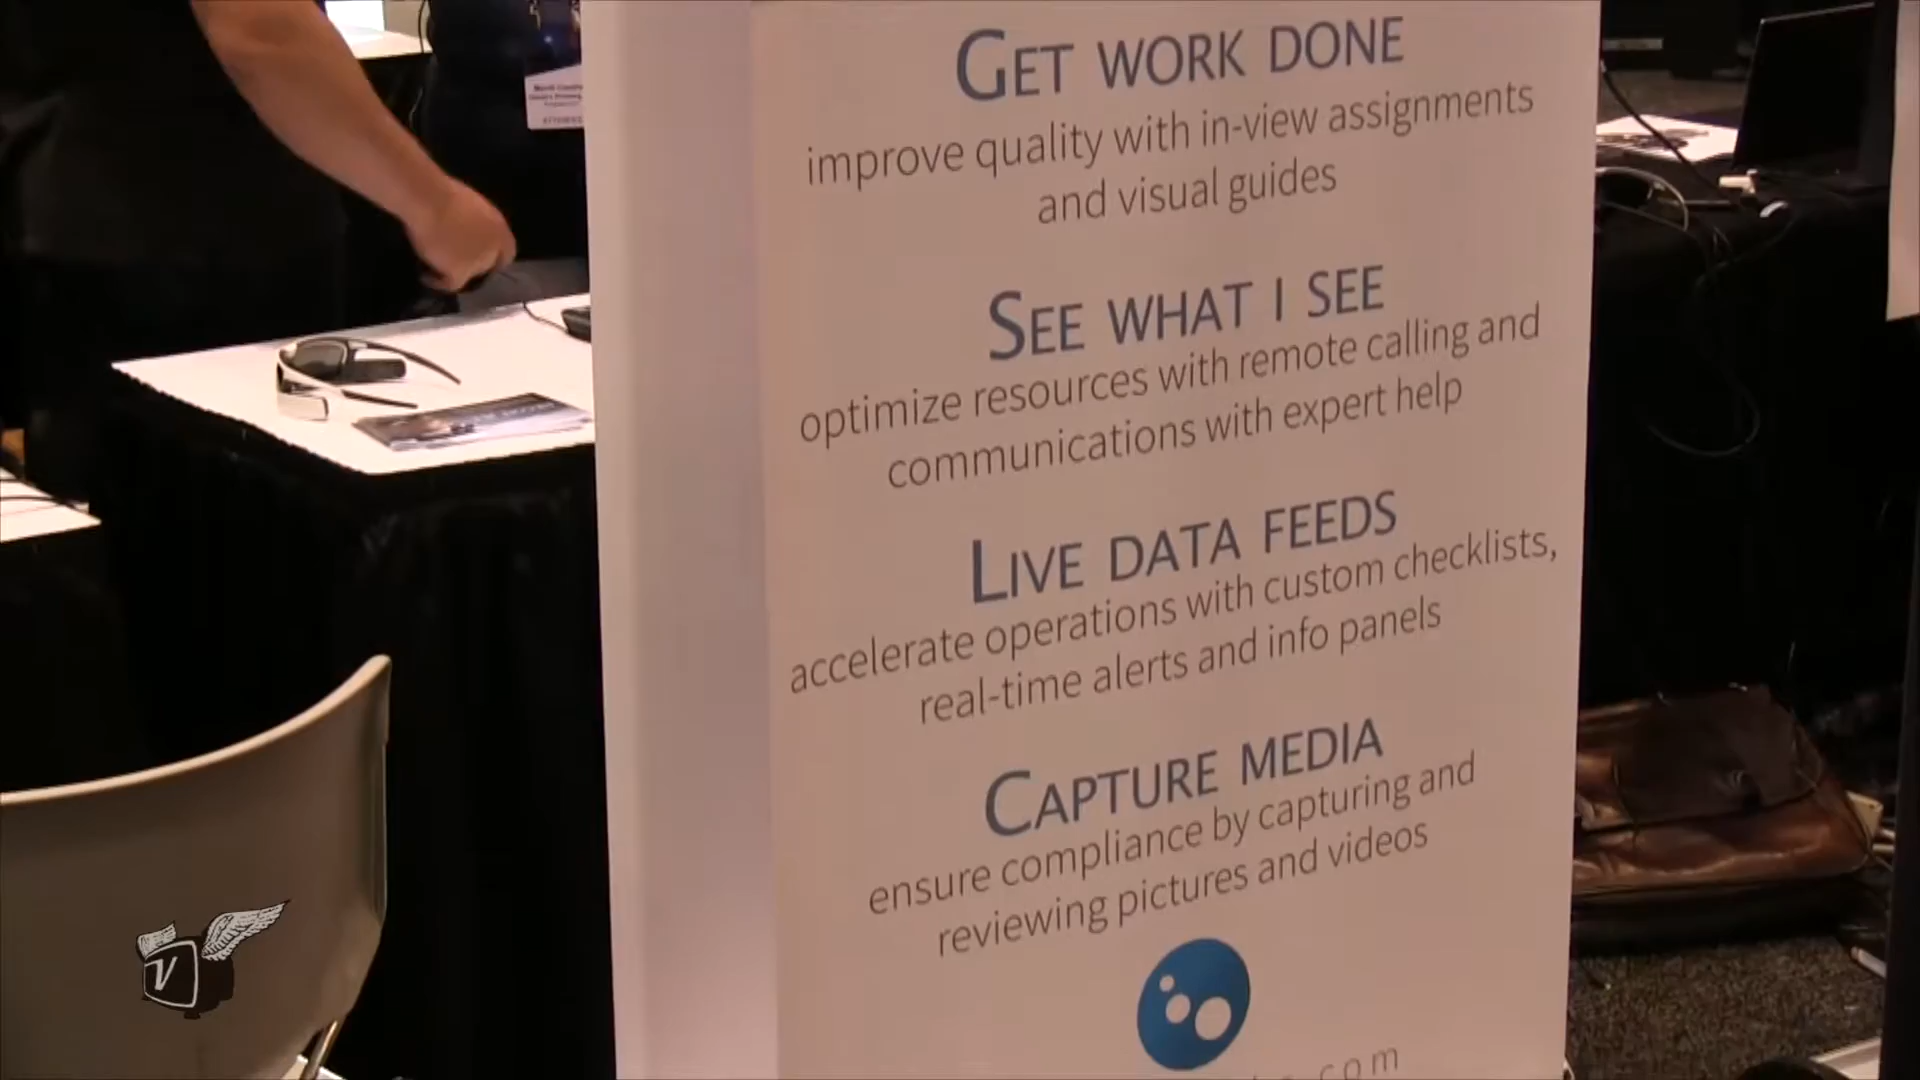 GET WORK DONE
improve quality with in-view assignments
and visual guides
SEE WHAT I SEE
optimize resources with remote calling and
communications with expert help
LIVE DATA FEEDS
accelerate operations with custom checklists,
real-time alerts and info panels
CAPTURE MEDIA
ensure compliance by capturing and
reviewing pictures and videos
V